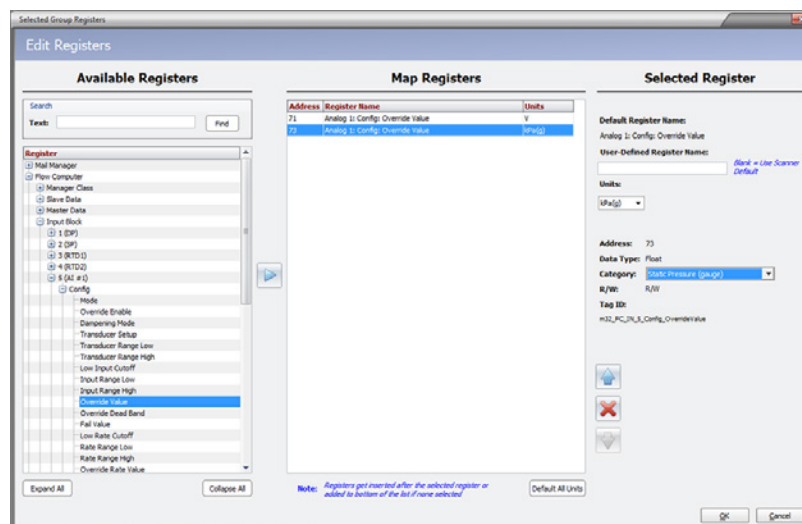 Selected Group Registers
Edit Registers
Available Registers
Search
Text:
Find
Register
Mail Manager
Flow Computer
Manager Class
Slave Data
Master Data
Input Block
1 (DP)
2 (SP)
3 (RTD1)
4 (RTD2)
5 (AI #1)
Config
Mode
Override Enable
Dampening Mode
Transducer Setup
Transducer Range Low
Transducer Range High
Low Input Cutoff
Input Range Low
Input Range High
Override Value
Override Dead Band
Fail Value
Low Rate Cutoff
Rate Range Low
Rate Range High
Override Rate Value
Expand All
Collapse All
Map Registers
Address Register Name Units
71 Analog 1: Config: Override Value V
73 Analog 1: Config: Override Value kPa(g)
Note: Registers get inserted after the selected register or
added to bottom of the list if none selected
Default All Units
Selected Register
Default Register Name:
Analog 1: Config: Override Value
User-Defined Register Name:
Blank = Use Scanner
Default
Units:
kPa(g)
Address: 73
Data Type: Float
Category: Static Pressure (gauge)
R/W: R/W
Tag ID:
m32_PC_IN_5_Config_OverrideValue
OK
Cancel